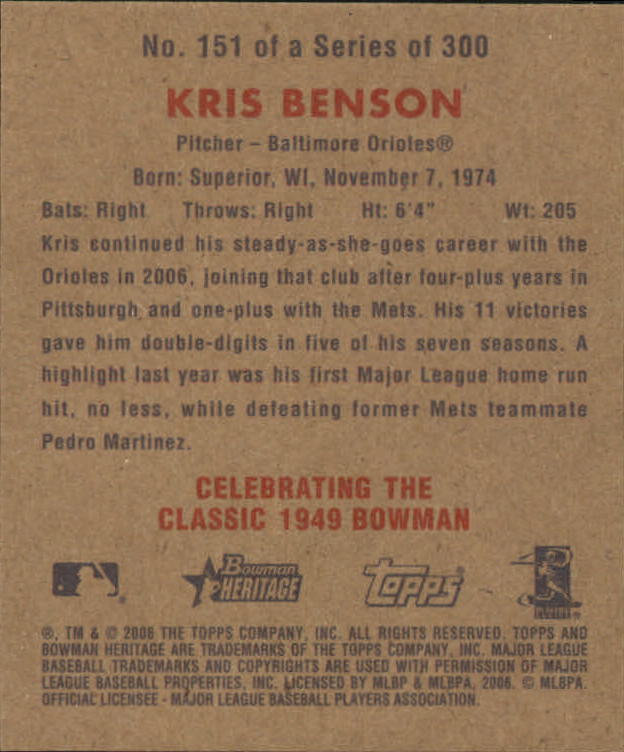 No. 151 of a Series of 300
KRIS BENSON
Pitcher – Baltimore Orioles®
Born: Superior, WI, November 7, 1974
Bats: Right Throws: Right Ht: 6'4" Wt: 205
Kris continued his steady-as-she-goes career with the
Orioles in 2006, joining that club after four-plus years in
Pittsburgh and one-plus with the Mets. His 11 victories
gave him double-digits in five of his seven seasons. A
highlight last year was his first Major League home run
hit, no less, while defeating former Mets teammate
Pedro Martinez.
CELEBRATING THE
CLASSIC 1949 BOWMAN
Bowman
HERITAGE
topps
®, TM & © 2006 THE TOPPS COMPANY, INC. ALL RIGHTS RESERVED. TOPPS AND
BOWMAN HERITAGE ARE TRADEMARKS OF THE TOPPS COMPANY, INC. MAJOR LEAGUE
BASEBALL TRADEMARKS AND COPYRIGHTS ARE USED WITH PERMISSION OF MAJOR
LEAGUE BASEBALL PROPERTIES, INC. LICENSED BY MLBP & MLBPA, 2006. © MLBPA.
OFFICIAL LICENSEE - MAJOR LEAGUE BASEBALL PLAYERS ASSOCIATION.